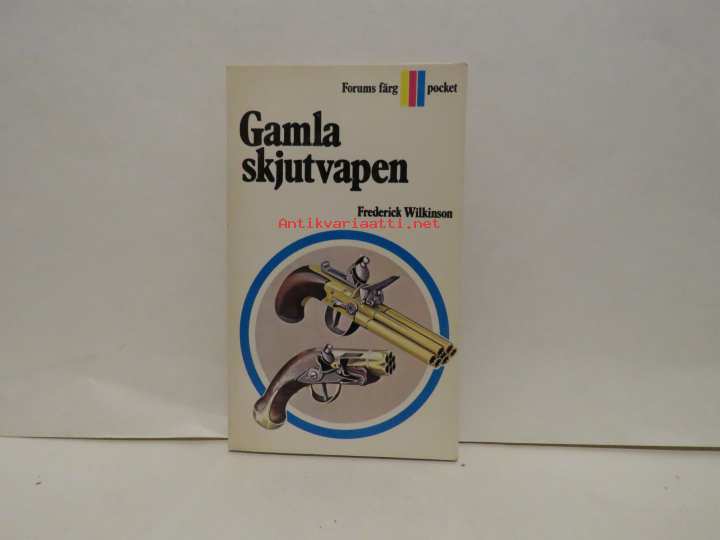 Forums färg pocket
Gamla
skjutvapen
Frederick Wilkinson
Antikvariaatti.net